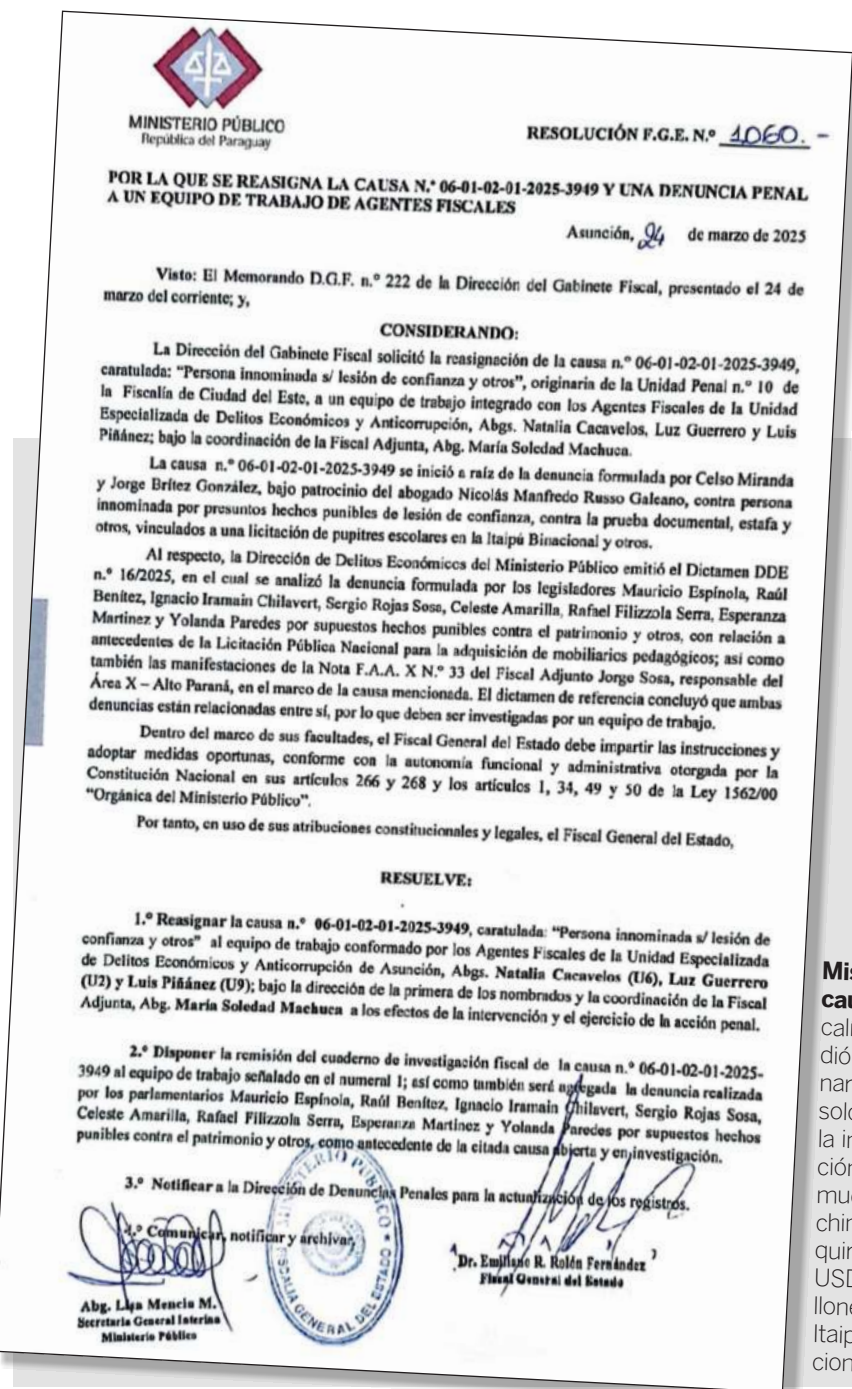 MINISTERIO PÚBLICO
República del Paraguay
RESOLUCIÓN F.G.E. N.º 1060. -
POR LA QUE SE REASIGNA LA CAUSA N.º 06-01-02-01-2025-3949 Y UNA DENUNCIA PENAL
A UN EQUIPO DE TRABAJO DE AGENTES FISCALES
Asunción, 24 de marzo de 2025
Visto: El Memorando D.G.F. n.º 222 de la Dirección del Gabinete Fiscal, presentado el 24 de
marzo del corriente; y,
CONSIDERANDO:
La Dirección del Gabinete Fiscal solicitó la reasignación de la causa n.º 06-01-02-01-2025-3949,
caratulada: “Persona innominada s/ lesión de confianza y otros”, originaria de la Unidad Penal n.º 10 de
la Fiscalía de Ciudad del Este, a un equipo de trabajo integrado con los Agentes Fiscales de la Unidad
Especializada de Delitos Económicos y Anticorrupción, Abgs. Natalia Cacavelos, Luz Guerrero y Luis
Piñánez; bajo la coordinación de la Fiscal Adjunta, Abg. María Soledad Machuca.
La causa n.º 06-01-02-01-2025-3949 se inició a raíz de la denuncia formulada por Celso Miranda
y Jorge Brítez González, bajo patrocinio del abogado Nicolás Manfredo Russo Galeano, contra persona
innominada por presuntos hechos punibles de lesión de confianza, contra la prueba documental, estafa y
otros, vinculados a una licitación de pupitres escolares en la Itaipú Binacional y otros.
Al respecto, la Dirección de Delitos Económicos del Ministerio Público emitió el Dictamen DDE
n.º 16/2025, en el cual se analizó la denuncia formulada por los legisladores Mauricio Espínola, Raúl
Benítez, Ignacio Iramain Chilavert, Sergio Rojas Sosa, Celeste Amarilla, Rafael Filizzola Serra, Esperanza
Martinez y Yolanda Paredes por supuestos hechos punibles contra el patrimonio y otros, con relación a
antecedentes de la Licitación Pública Nacional para la adquisición de mobiliarios pedagógicos; así como
también las manifestaciones de la Nota F.A.A. X N.º 33 del Fiscal Adjunto Jorge Sosa, responsable del
Área X – Alto Paraná, en el marco de la causa mencionada. El dictamen de referencia concluyó que ambas
denuncias están relacionadas entre sí, por lo que deben ser investigadas por un equipo de trabajo.
Dentro del marco de sus facultades, el Fiscal General del Estado debe impartir las instrucciones y
adoptar medidas oportunas, conforme con la autonomía funcional y administrativa otorgada por la
Constitución Nacional en sus artículos 266 y 268 y los artículos 1, 34, 49 y 50 de la Ley 1562/00
“Orgánica del Ministerio Público”.
Por tanto, en uso de sus atribuciones constitucionales y legales, el Fiscal General del Estado,
RESUELVE:
1.º Reasignar la causa n.º 06-01-02-01-2025-3949, caratulada: “Persona innominada s/ lesión de
confianza y otros” al equipo de trabajo conformado por los Agentes Fiscales de la Unidad Especializada
de Delitos Económicos y Anticorrupción de Asunción, Abgs. Natalia Cacavelos (U6), Luz Guerrero
(U2) y Luis Piñánez (U9); bajo la dirección de la primera de los nombrados y la coordinación de la Fiscal
Adjunta, Abg. María Soledad Machuca a los efectos de la intervención y el ejercicio de la acción penal.
2.º Disponer la remisión del cuaderno de investigación fiscal de la causa n.º 06-01-02-01-2025-
3949 al equipo de trabajo señalado en el numeral 1; así como también será agregada la denuncia realizada
por los parlamentarios Mauricio Espínola, Raúl Benítez, Ignacio Iramain Chilavert, Sergio Rojas Sosa,
Celeste Amarilla, Rafael Filizzola Serra, Esperanza Martinez y Yolanda Paredes por supuestos hechos
punibles contra el patrimonio y otros, como antecedente de la citada causa abierta y en investigación.
3.º Notificar a la Dirección de Denuncias Penales para la actualización de los registros.
4.º Comunicar, notificar y archivar.
MINISTERIO PÚBLICO
FISCALIA GENERAL DEL ESTADO
Dr. Emiliano R. Rolón Fernández
Fiscal General del Estado
Abg. Lisa Mencia M.
Secretaria General Interina
Ministerio Público
Mis
cau
caln
dió
nar
solo
la in
ción
mue
chin
quin
USD
llone
Itaip
cion